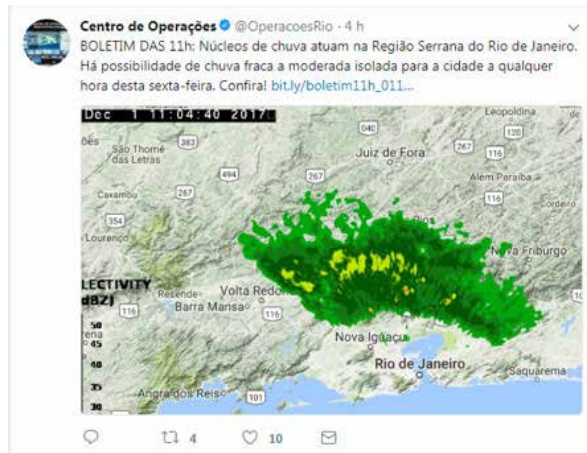 Centro de Operações @OperacoesRio · 4 h
BOLETIM DAS 11h: Núcleos de chuva atuam na Região Serrana do Rio de Janeiro.
Há possibilidade de chuva fraca a moderada isolada para a cidade a qualquer
hora desta sexta-feira. Confira! bit.ly/boletim11h_011...
Dec 1 11:04:40 2017
Leopoldina
040
120
383
Juiz de Fora
267
116
São Thomé
das Letras
494
Além Paraíba
Caxambu
267
267
116
Cordeiro
354
Rios
Lourenço
Nova Friburgo
LECTIVITY
dBZ)
Resende
Volta Redon
116
Barra Mansa
116
50
45
Nova Iguaçu
40
Rio de Janeiro
35
Saquarema
Angra dos Reis
101
30
4
10